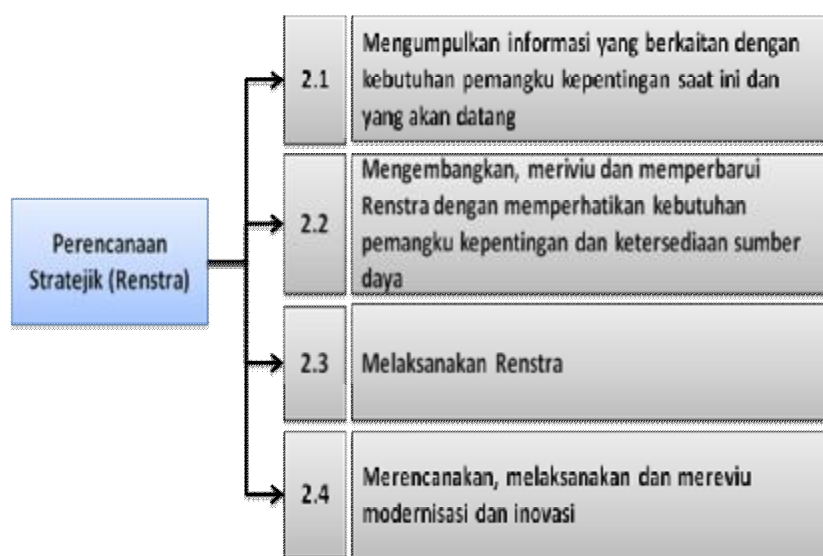 Perencanaan
Stratejik (Renstra)
2.1
Mengumpulkan informasi yang berkaitan dengan
kebutuhan pemangku kepentingan saat ini dan
yang akan datang
2.2
Mengembangkan, meriviu dan memperbarui
Renstra dengan memperhatikan kebutuhan
pemangku kepentingan dan ketersediaan sumber
daya
2.3
Melaksanakan Renstra
2.4
Merencanakan, melaksanakan dan mereviu
modernisasi dan inovasi